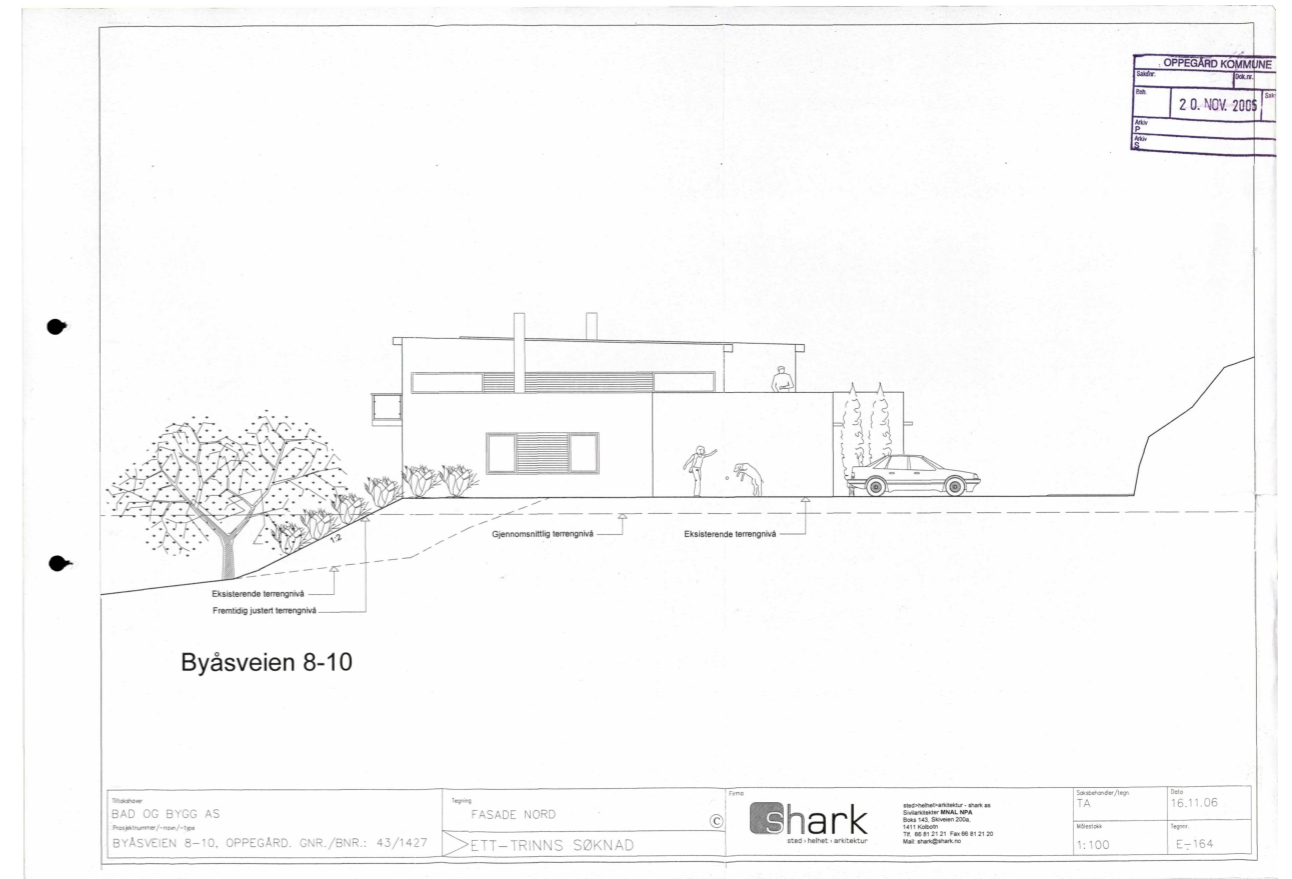 OPPEGÅRD KOMMUNE
Saksnr. Dok.nr.
Beh. 20. NOV. 2006 Sak
Arkiv
P
Arkiv
S
1:2
Gjennomsnittlig terrengnivå
Eksisterende terrengnivå
Eksisterende terrengnivå
Fremtidig justert terrengnivå
Byåsveien 8-10
Tiltakshaver
BAD OG BYGG AS
Prosjektnummer/-navn/-type
BYÅSVEIEN 8-10, OPPEGÅRD. GNR./BNR.: 43/1427
Tegning
FASADE NORD
©
ETT-TRINNS SØKNAD
Firma
shark
sted › helhet › arkitektur
sted>helhet>arkitektur - shark as
Sivilarkitekter MNAL NPA
Boks 143, Skiveien 200a,
1411 Kolbotn
Tlf. 66 81 21 21 Fax 66 81 21 20
Mail: shark@shark.no
Saksbehandler/tegn.
TA
Dato
16.11.06
Målestokk
1:100
Tegnnr.
E-164